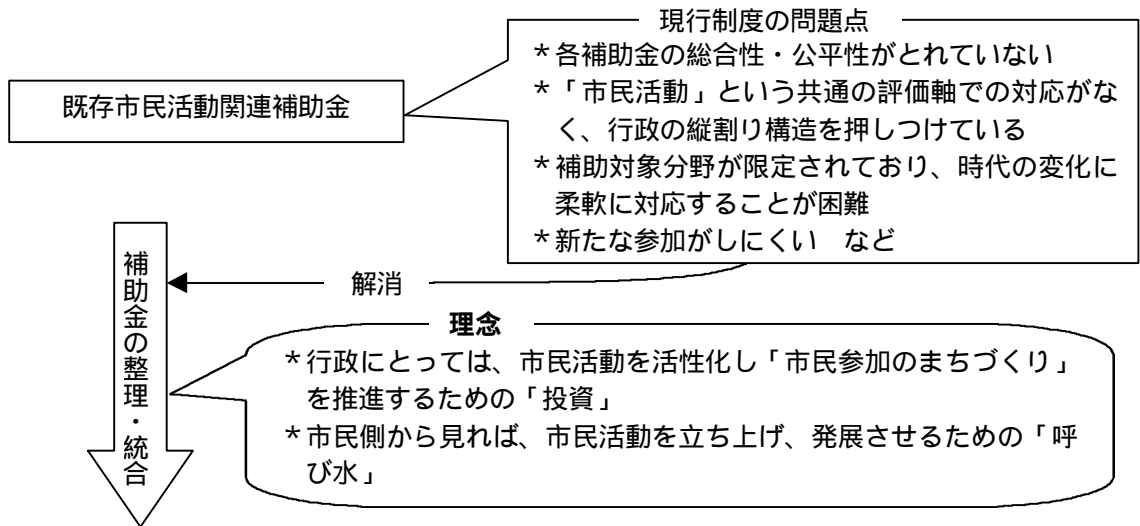 現行制度の問題点
＊各補助金の総合性・公平性がとれていない
＊「市民活動」という共通の評価軸での対応がな
く、行政の縦割り構造を押しつけている
＊補助対象分野が限定されており、時代の変化に
柔軟に対応することが困難
＊新たな参加がしにくい　など
既存市民活動関連補助金
解消
補助金の整理・統合
理念
＊行政にとっては、市民活動を活性化し「市民参加のまちづくり」
を推進するための「投資」
＊市民側から見れば、市民活動を立ち上げ、発展させるための「呼
び水」